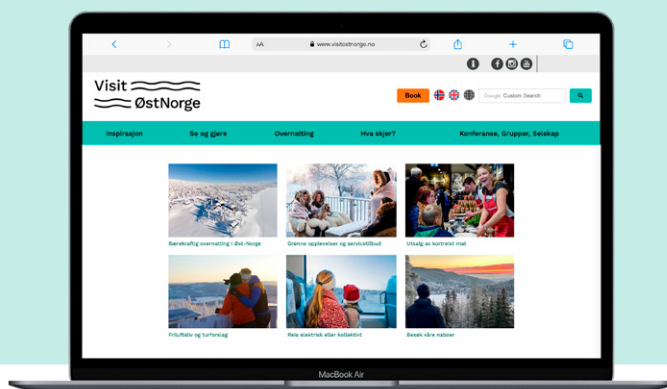 AA
www.visitostnorge.no
Visit
ØstNorge
Book
Google Custom Search
Inspirasjon
Se og gjøre
Overnatting
Hva skjer?
Konferanse, Grupper, Selskap
Bærekraftig overnatting i Øst-Norge
Grønne opplevelser og servicetilbud
Utsalg av kortreist mat
Friluftsliv og turforslag
Reis elektrisk eller kollektivt
Besøk våre naboer
MacBook Air